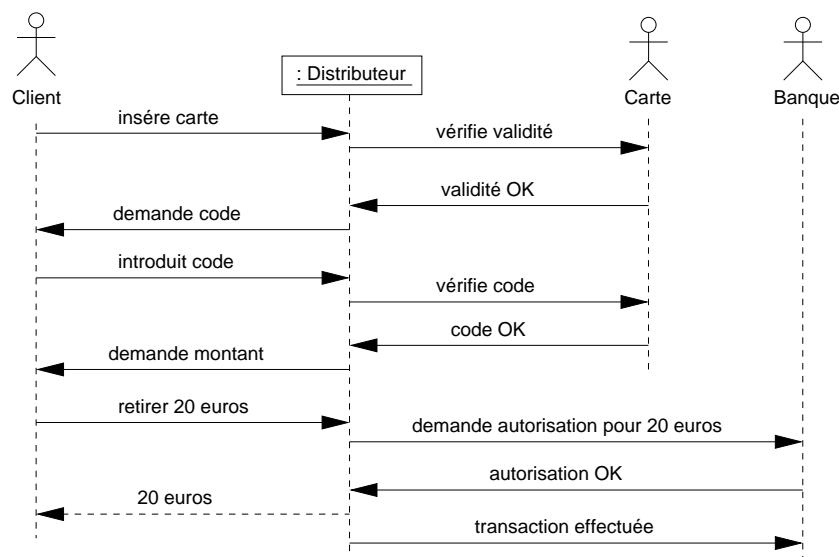 : Distributeur
Client
Carte
Banque
insére carte
vérifie validité
validité OK
demande code
introduit code
vérifie code
code OK
demande montant
retirer 20 euros
demande autorisation pour 20 euros
autorisation OK
20 euros
transaction effectuée